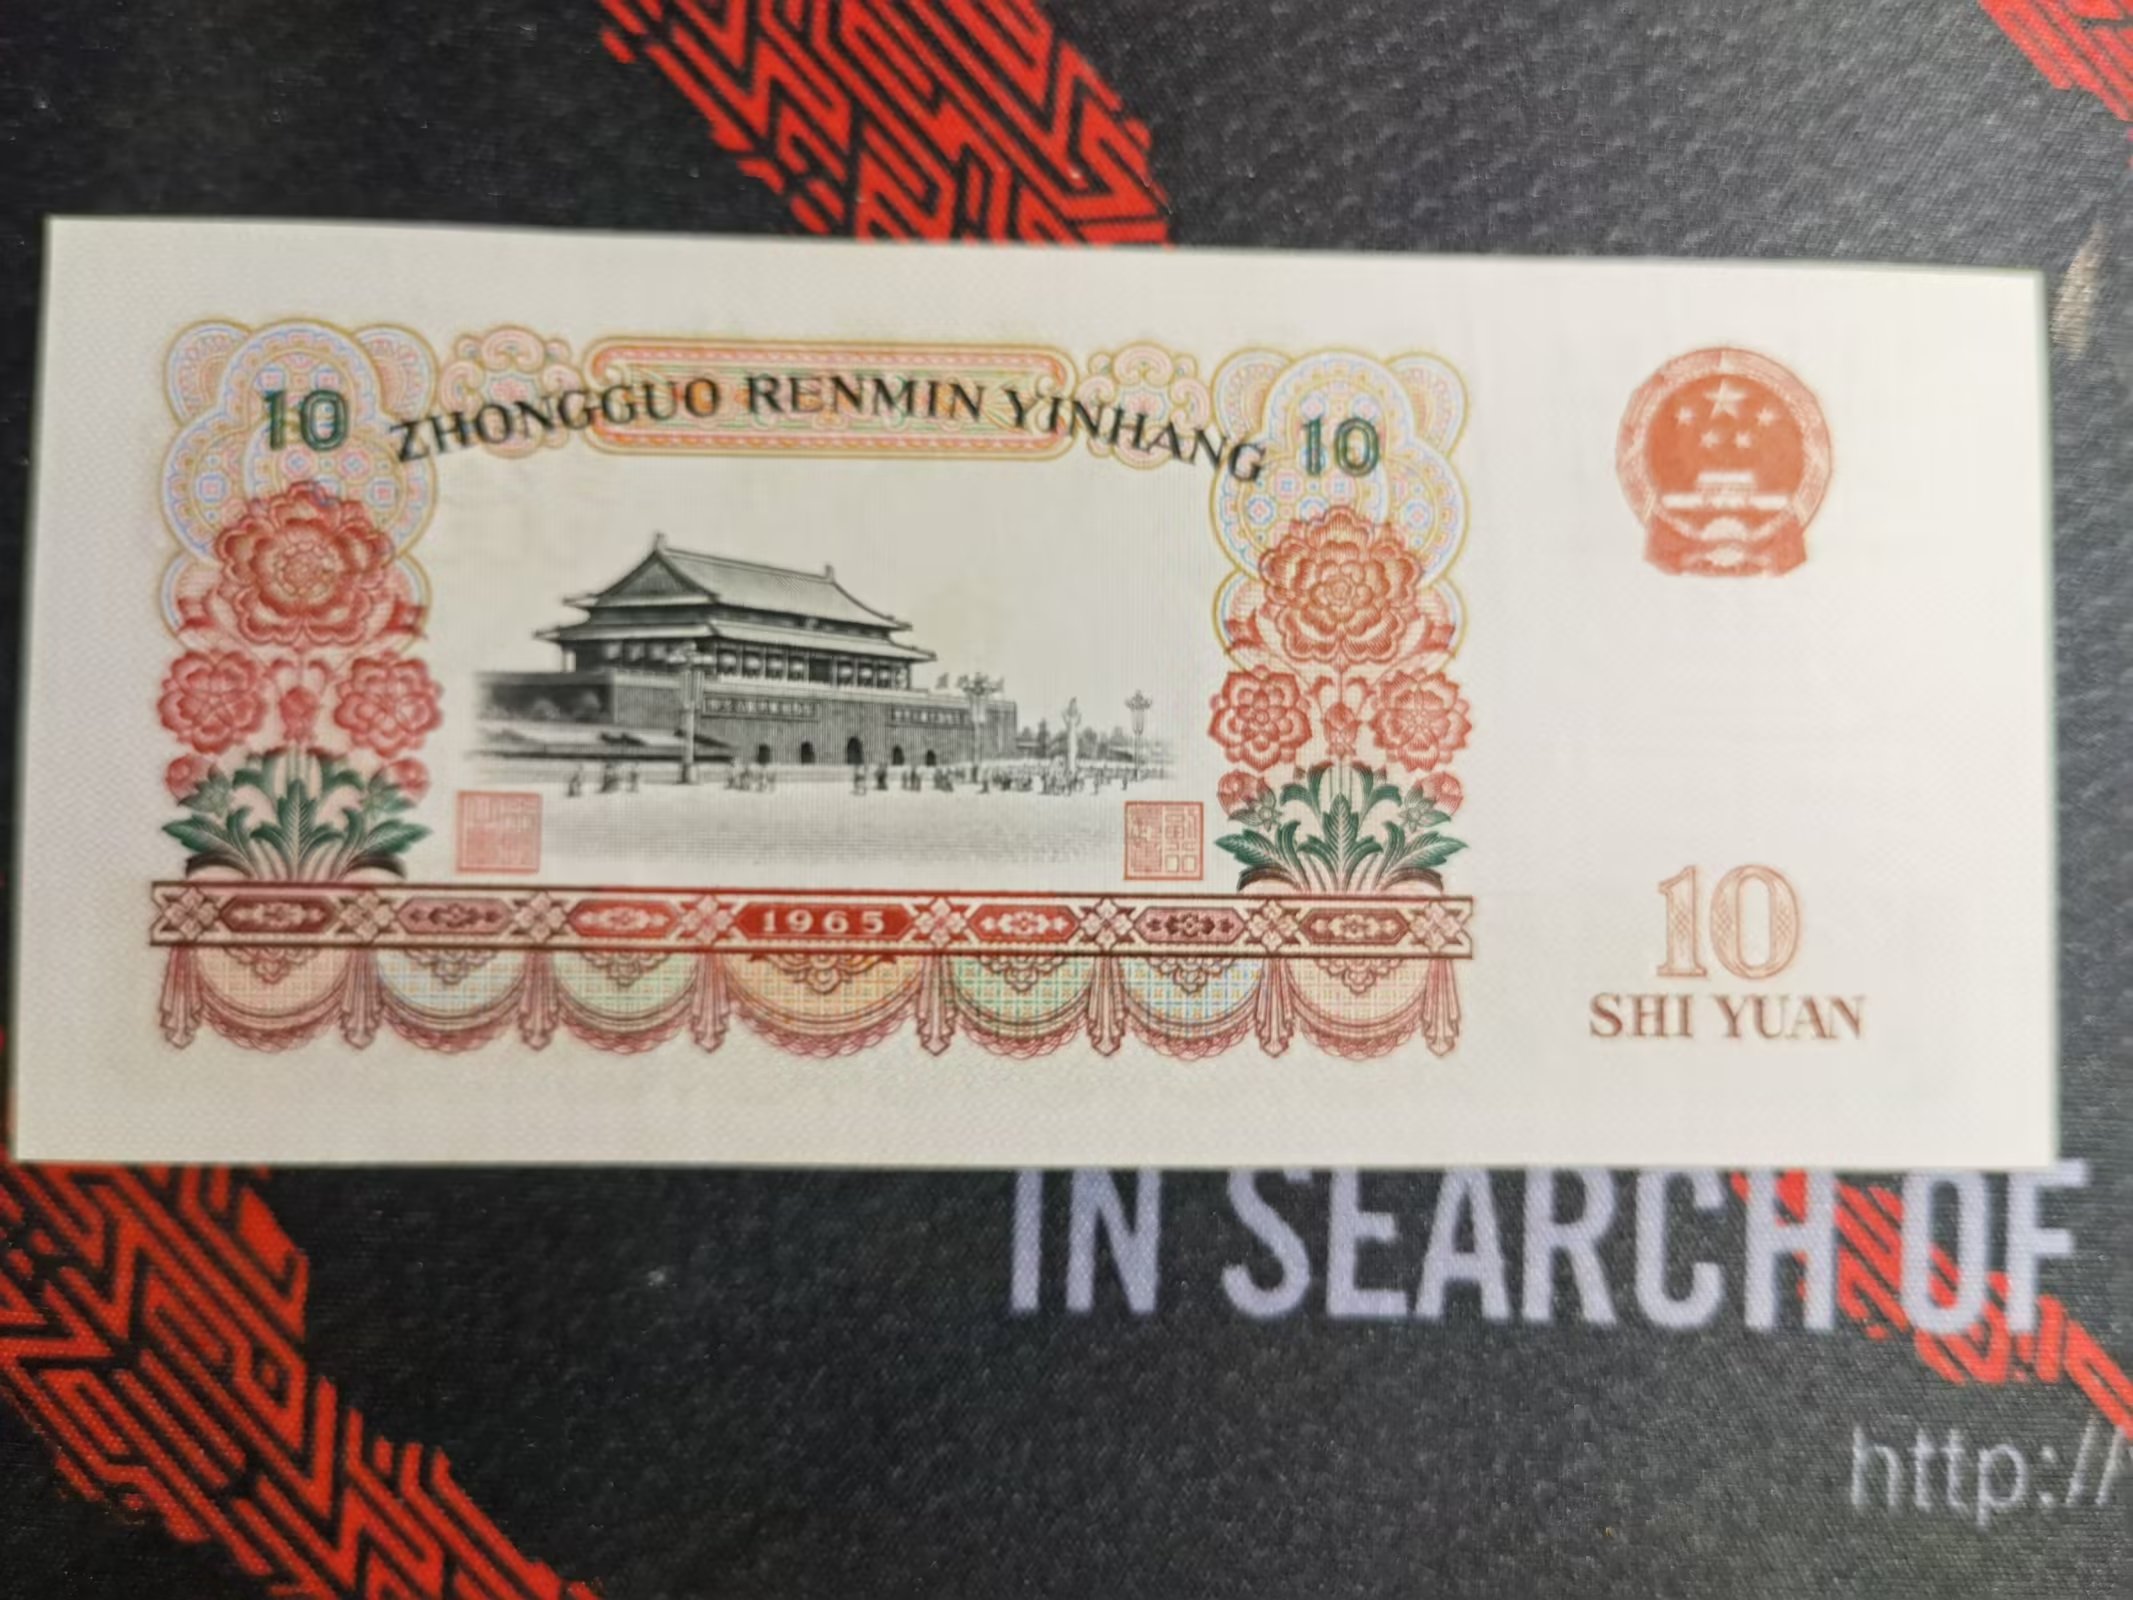 10 ZHONGGUO RENMIN YINHANG 10
1965
10
SHI YUAN
IN SEARCH OF
http://